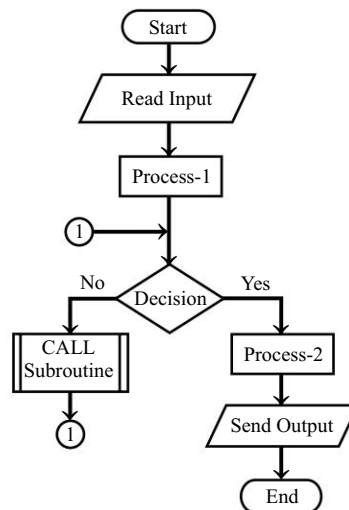 Start
Read Input
Process-1
1
Decision
No
Yes
CALL
Subroutine
1
Process-2
Send Output
End